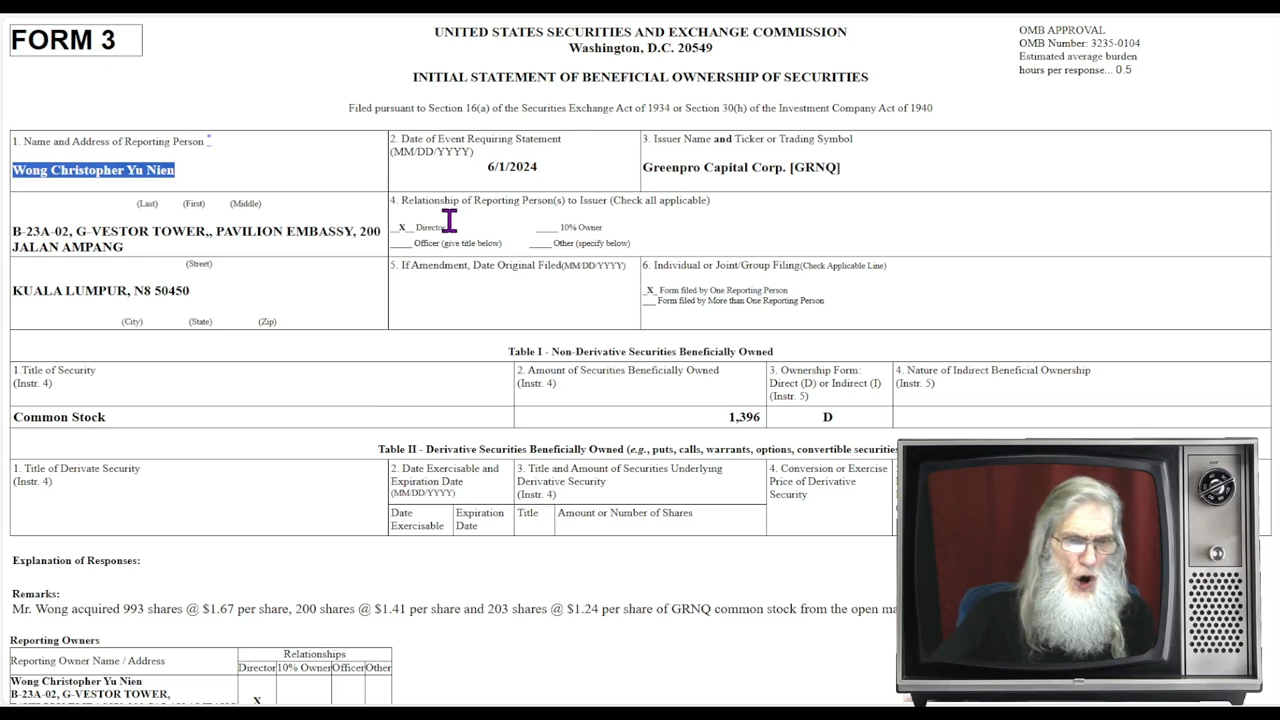 FORM 3
UNITED STATES SECURITIES AND EXCHANGE COMMISSION
Washington, D.C. 20549
INITIAL STATEMENT OF BENEFICIAL OWNERSHIP OF SECURITIES
OMB APPROVAL
OMB Number: 3235-0104
Estimated average burden
hours per response... 0.5
Filed pursuant to Section 16(a) of the Securities Exchange Act of 1934 or Section 30(h) of the Investment Company Act of 1940
1. Name and Address of Reporting Person *
Wong Christopher Yu Nien
(Last) (First) (Middle)
B-23A-02, G-VESTOR TOWER,, PAVILION EMBASSY, 200
JALAN AMPANG
(Street)
KUALA LUMPUR, N8 50450
(City) (State) (Zip)
2. Date of Event Requiring Statement
(MM/DD/YYYY)
6/1/2024
3. Issuer Name and Ticker or Trading Symbol
Greenpro Capital Corp. [GRNQ]
4. Relationship of Reporting Person(s) to Issuer (Check all applicable)
__X__ Director _____ 10% Owner
_____ Officer (give title below) _____ Other (specify below)
5. If Amendment, Date Original Filed(MM/DD/YYYY)
6. Individual or Joint/Group Filing(Check Applicable Line)
_X_ Form filed by One Reporting Person
___ Form filed by More than One Reporting Person
Table I - Non-Derivative Securities Beneficially Owned
1.Title of Security
(Instr. 4)
2. Amount of Securities Beneficially Owned
(Instr. 4)
3. Ownership Form:
Direct (D) or Indirect (I)
(Instr. 5)
4. Nature of Indirect Beneficial Ownership
(Instr. 5)
Common Stock 1,396 D
Table II - Derivative Securities Beneficially Owned (e.g., puts, calls, warrants, options, convertible securities
1. Title of Derivate Security
(Instr. 4)
2. Date Exercisable and
Expiration Date
(MM/DD/YYYY)
3. Title and Amount of Securities Underlying
Derivative Security
(Instr. 4)
4. Conversion or Exercise
Price of Derivative
Security
Date
Exercisable
Expiration
Date
Title
Amount or Number of Shares
Explanation of Responses:
Remarks:
Mr. Wong acquired 993 shares @ $1.67 per share, 200 shares @ $1.41 per share and 203 shares @ $1.24 per share of GRNQ common stock from the open
Reporting Owners
Reporting Owner Name / Address
Relationships
Director 10% Owner Officer Other
Wong Christopher Yu Nien
B-23A-02, G-VESTOR TOWER,
X